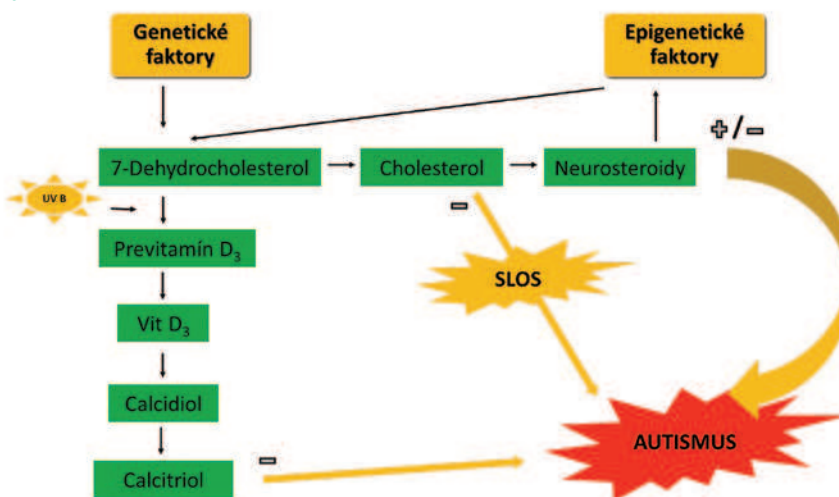 Genetické
faktory
Epigenetické
faktory
+/-
7-Dehydrocholesterol
Cholesterol
Neurosteroidy
UV B
-
Previtamín D₃
SLOS
Vit D₃
Calcidiol
AUTISMUS
-
Calcitriol